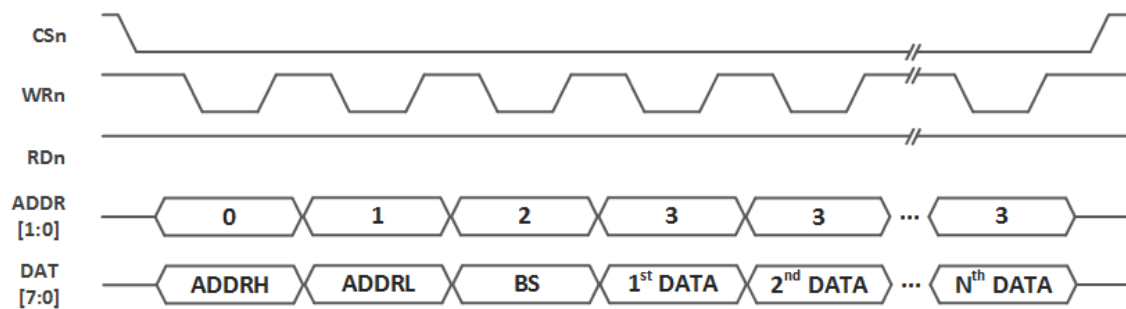 CSn
WRn
RDn
ADDR
[1:0]
0 1 2 3 3 ... 3
DAT
[7:0]
ADDRH ADDRL BS 1st DATA 2nd DATA ... Nth DATA